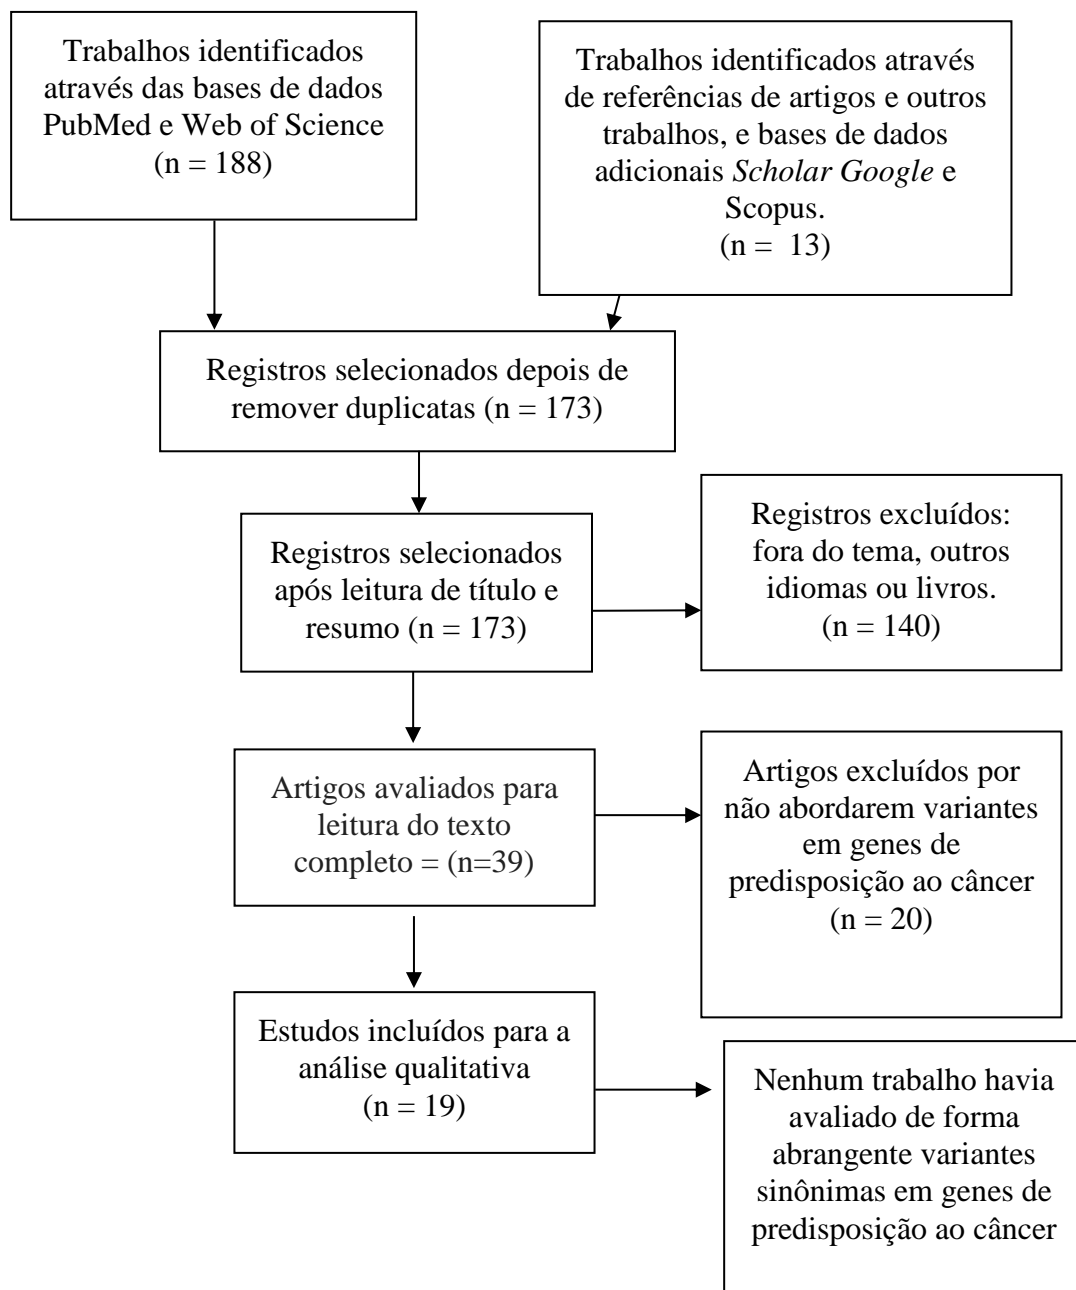 Trabalhos identificados
através das bases de dados
PubMed e Web of Science
(n = 188)
Trabalhos identificados através
de referências de artigos e outros
trabalhos, e bases de dados
adicionais Scholar Google e
Scopus.
(n = 13)
Registros selecionados depois de
remover duplicatas (n = 173)
Registros selecionados
após leitura de título e
resumo (n = 173)
Registros excluídos:
fora do tema, outros
idiomas ou livros.
(n = 140)
Artigos avaliados para
leitura do texto
completo = (n=39)
Artigos excluídos por
não abordarem variantes
em genes de
predisposição ao câncer
(n = 20)
Estudos incluídos para a
análise qualitativa
(n = 19)
Nenhum trabalho havia
avaliado de forma
abrangente variantes
sinônimas em genes de
predisposição ao câncer